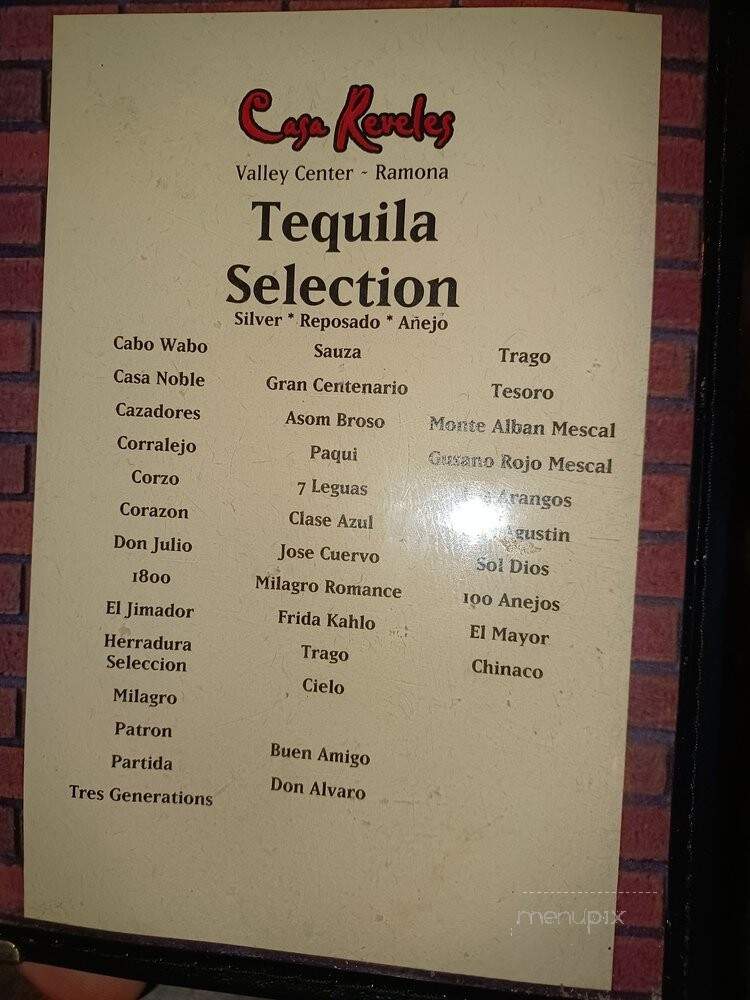 Casa Reveles
Valley Center ~ Ramona
Tequila
Selection
Silver * Reposado * Añejo
Cabo Wabo
Casa Noble
Cazadores
Corralejo
Corzo
Corazon
Don Julio
1800
El Jimador
Herradura
Seleccion
Milagro
Patron
Partida
Tres Generations
Sauza
Gran Centenario
Asom Broso
Paqui
7 Leguas
Clase Azul
Jose Cuervo
Milagro Romance
Frida Kahlo
Trago
Cielo
Buen Amigo
Don Alvaro
Trago
Tesoro
Monte Alban Mescal
Gusano Rojo Mescal
Arangos
Agustin
Sol Dios
100 Anejos
El Mayor
Chinaco
menupix